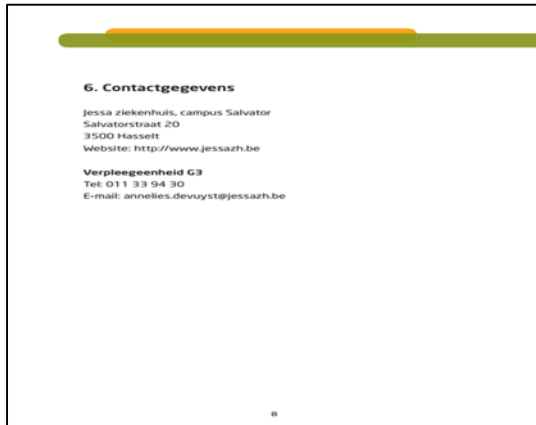 6. Contactgegevens
Jessa ziekenhuis, campus Salvator
Salvatorstraat 20
3500 Hasselt
Website: http://www.jessazh.be
Verpleegeenheid G3
Tel: 011 33 94 30
E-mail: annelies.devuyst@jessazh.be
8